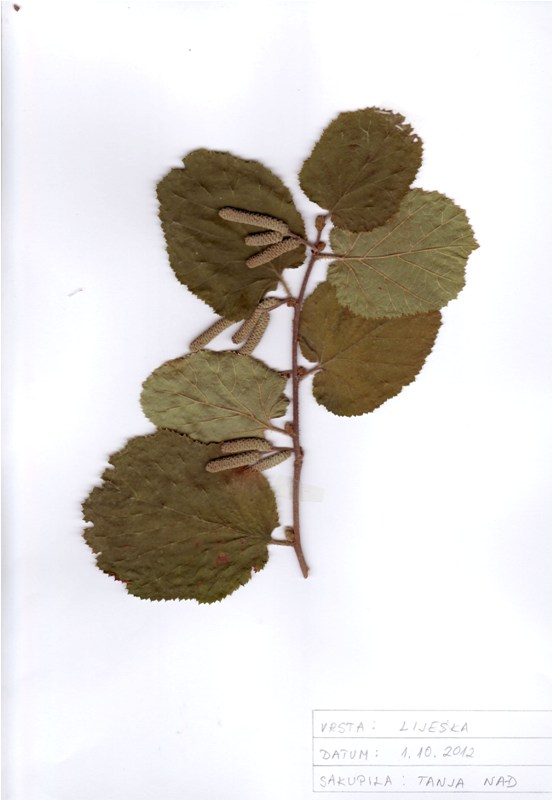 VRSTA: LIJESKA
DATUM: 1.10.2012
SAKUPILA: TANJA NAĐ